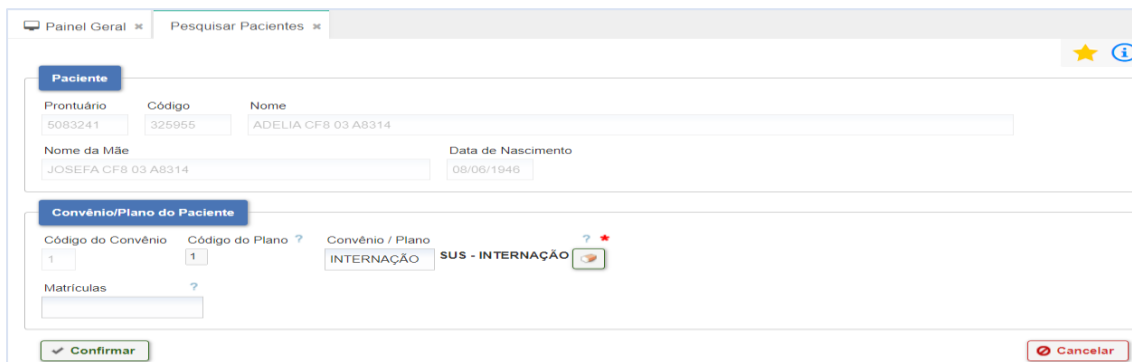 Painel Geral Pesquisar Pacientes
Paciente
Prontuário Código Nome
5083241 325955 ADELIA CF8 03 A8314
Nome da Mãe Data de Nascimento
JOSEFA CF8 03 A8314 08/06/1946
Convênio/Plano do Paciente
Código do Convênio Código do Plano ? Convênio / Plano ? *
1 1 INTERNAÇÃO SUS - INTERNAÇÃO
Matrículas ?
Confirmar Cancelar